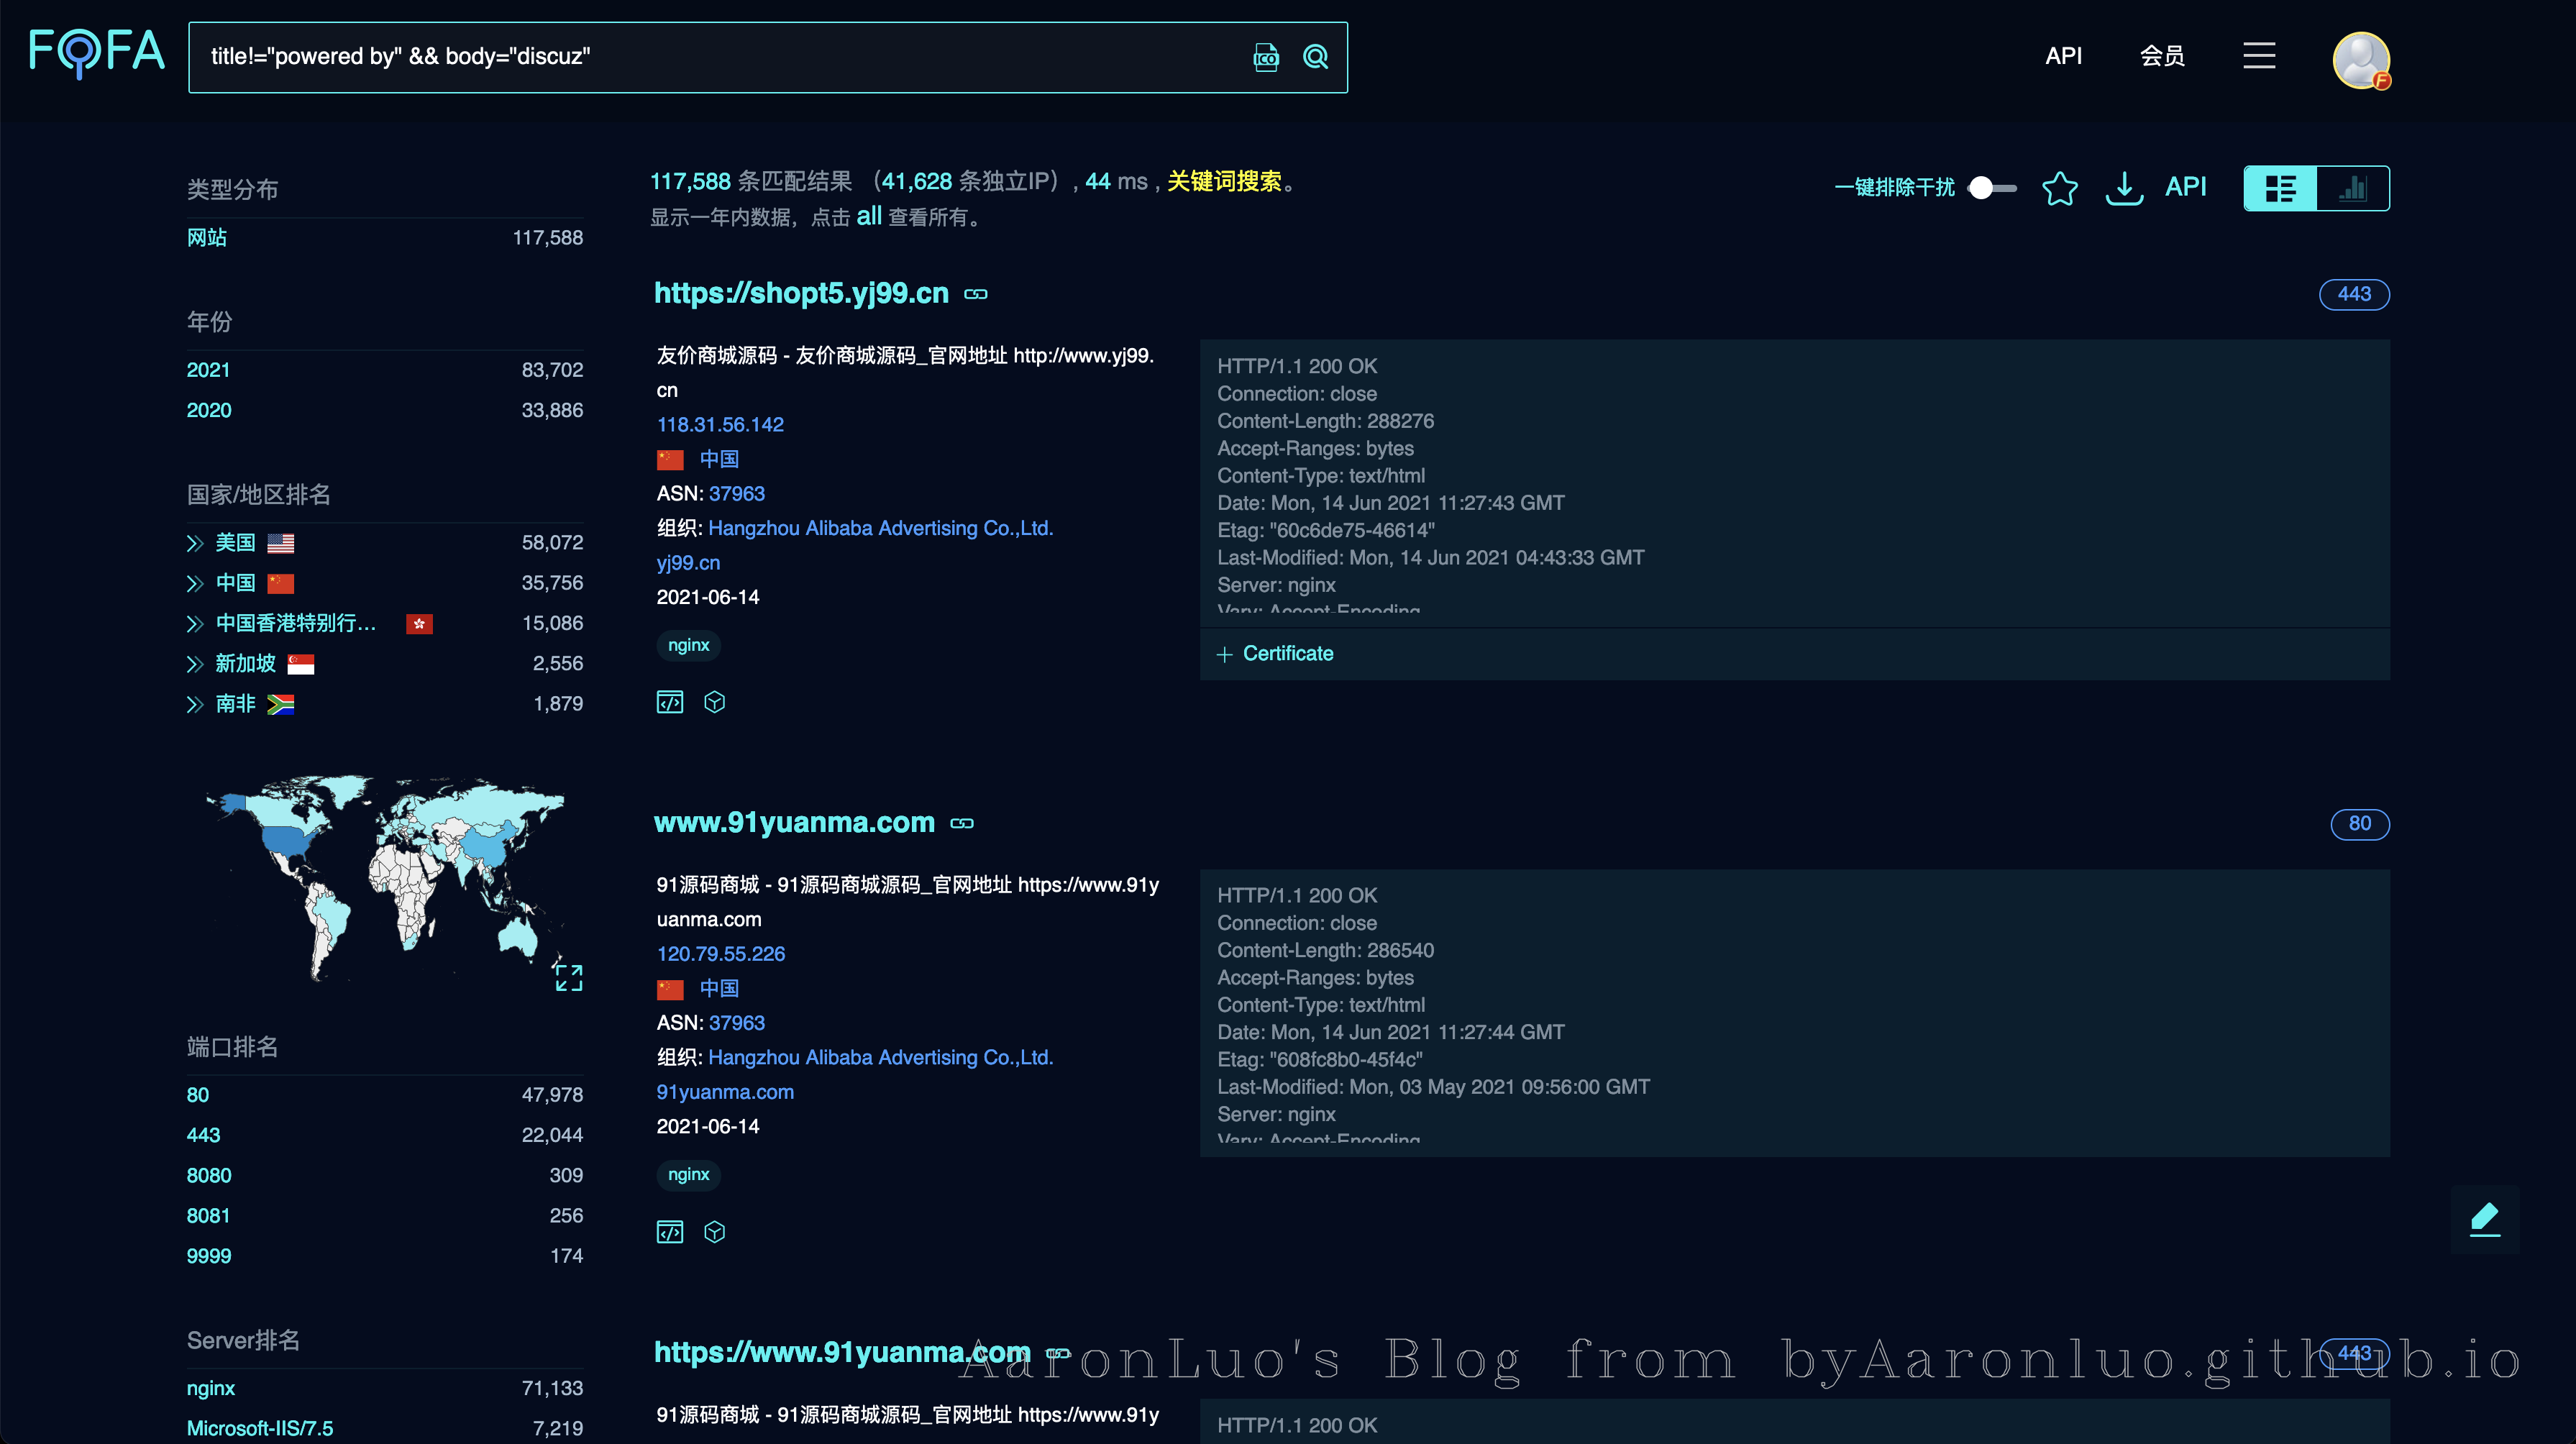 FOFA
title!="powered by" && body="discuz"
ICO
API
会员
F
类型分布
网站 117,588
年份
2021 83,702
2020 33,886
国家/地区排名
美国 58,072
中国 35,756
中国香港特别行... 15,086
新加坡 2,556
南非 1,879
端口排名
80 47,978
443 22,044
8080 309
8081 256
9999 174
Server排名
nginx 71,133
Microsoft-IIS/7.5 7,219
117,588 条匹配结果 （41,628 条独立IP）, 44 ms , 关键词搜索。
显示一年内数据，点击 all 查看所有。
一键排除干扰
API
https://shopt5.yj99.cn
443
友价商城源码 - 友价商城源码_官网地址 http://www.yj99.
cn
118.31.56.142
中国
ASN: 37963
组织: Hangzhou Alibaba Advertising Co.,Ltd.
yj99.cn
2021-06-14
nginx
HTTP/1.1 200 OK
Connection: close
Content-Length: 288276
Accept-Ranges: bytes
Content-Type: text/html
Date: Mon, 14 Jun 2021 11:27:43 GMT
Etag: "60c6de75-46614"
Last-Modified: Mon, 14 Jun 2021 04:43:33 GMT
Server: nginx
Vary: Accept-Encoding
+ Certificate
www.91yuanma.com
80
91源码商城 - 91源码商城源码_官网地址 https://www.91y
uanma.com
120.79.55.226
中国
ASN: 37963
组织: Hangzhou Alibaba Advertising Co.,Ltd.
91yuanma.com
2021-06-14
nginx
HTTP/1.1 200 OK
Connection: close
Content-Length: 286540
Accept-Ranges: bytes
Content-Type: text/html
Date: Mon, 14 Jun 2021 11:27:44 GMT
Etag: "608fc8b0-45f4c"
Last-Modified: Mon, 03 May 2021 09:56:00 GMT
Server: nginx
Vary: Accept-Encoding
https://www.91yuanma.com
443
91源码商城 - 91源码商城源码_官网地址 https://www.91y
HTTP/1.1 200 OK
AaronLuo's Blog from byAaronluo.github.io